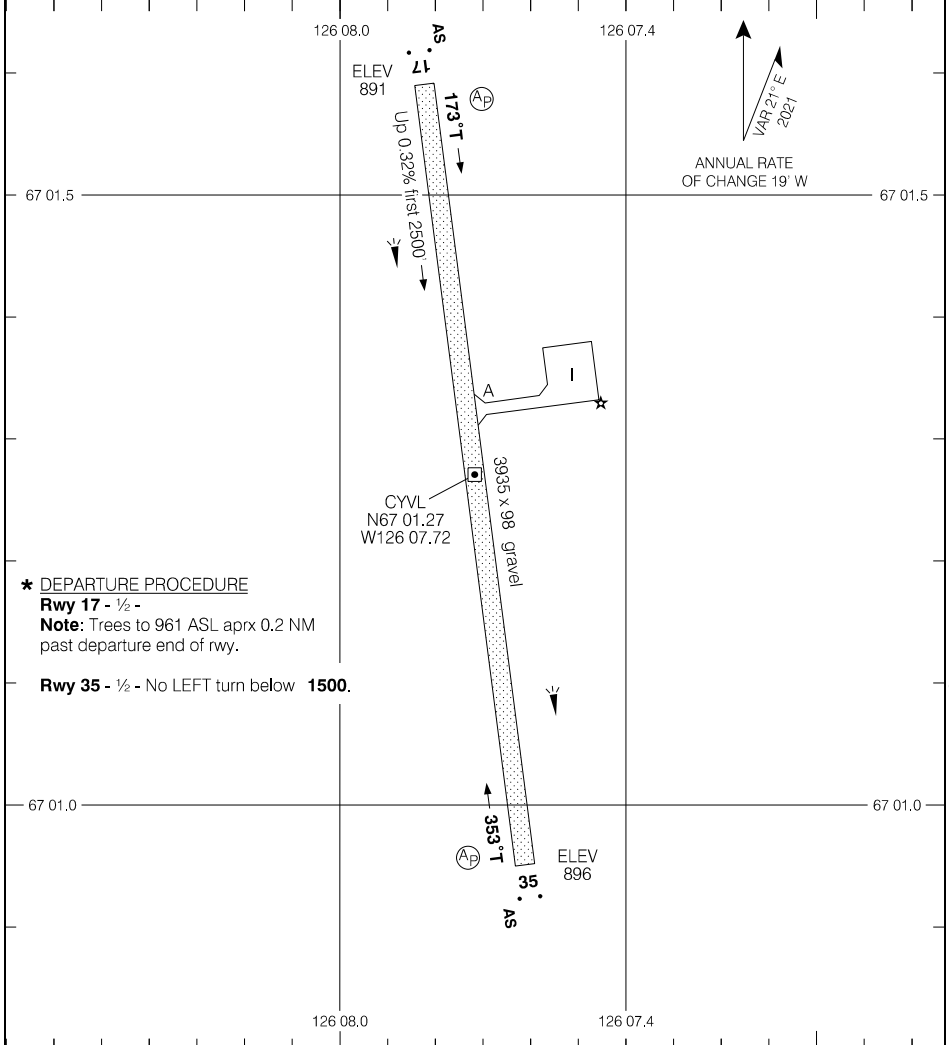 126 08.0
126 07.4
AS
17
ELEV
891
173°T
AP
Up 0.32% first 2500'
VAR 21° E
2021
ANNUAL RATE
OF CHANGE 19' W
67 01.5
67 01.5
A
I
CYVL
N67 01.27
W126 07.72
3935 x 98 gravel
* DEPARTURE PROCEDURE
Rwy 17 - ½ -
Note: Trees to 961 ASL aprx 0.2 NM
past departure end of rwy.
Rwy 35 - ½ - No LEFT turn below 1500.
67 01.0
67 01.0
353°T
AP
ELEV
896
35
AS
126 08.0
126 07.4